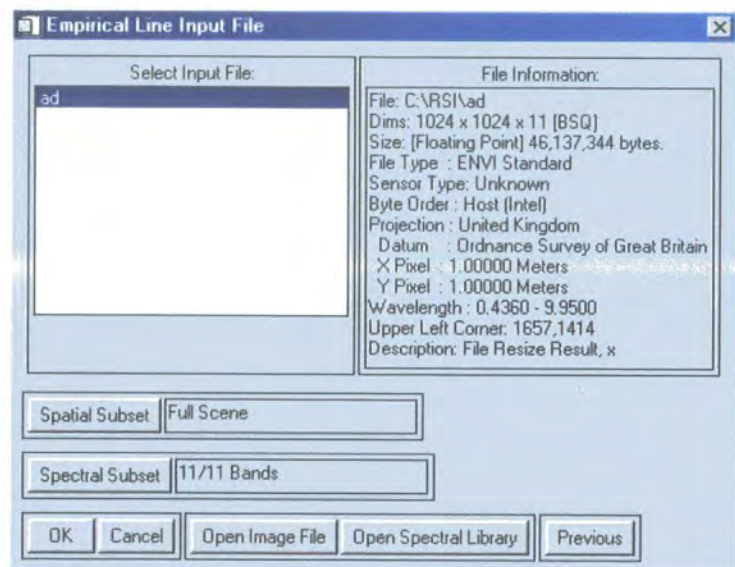 Empirical Line Input File
Select Input File:
ad
File Information:
File: C:\RSI\ad
Dims: 1024 x 1024 x 11 [BSQ]
Size: [Floating Point] 46,137,344 bytes.
File Type : ENVI Standard
Sensor Type: Unknown
Byte Order : Host (Intel)
Projection : United Kingdom
Datum : Ordnance Survey of Great Britain
X Pixel : 1.00000 Meters
Y Pixel : 1.00000 Meters
Wavelength : 0.4360 - 9.9500
Upper Left Corner: 1657,1414
Description: File Resize Result, x
Spatial Subset Full Scene
Spectral Subset 11/11 Bands
OK Cancel Open Image File Open Spectral Library Previous